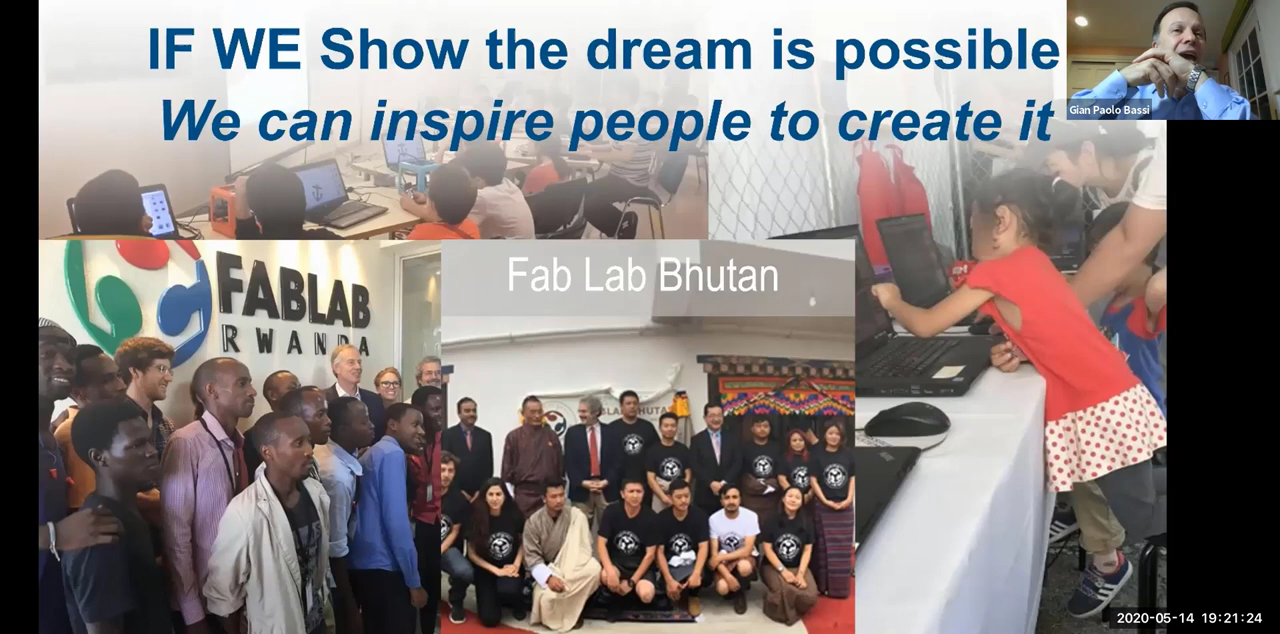 IF WE Show the dream is possible
We can inspire people to create it
Gian Paolo Bassi
FABLAB
RWANDA
Fab Lab Bhutan
2020-05-14 19:21:24